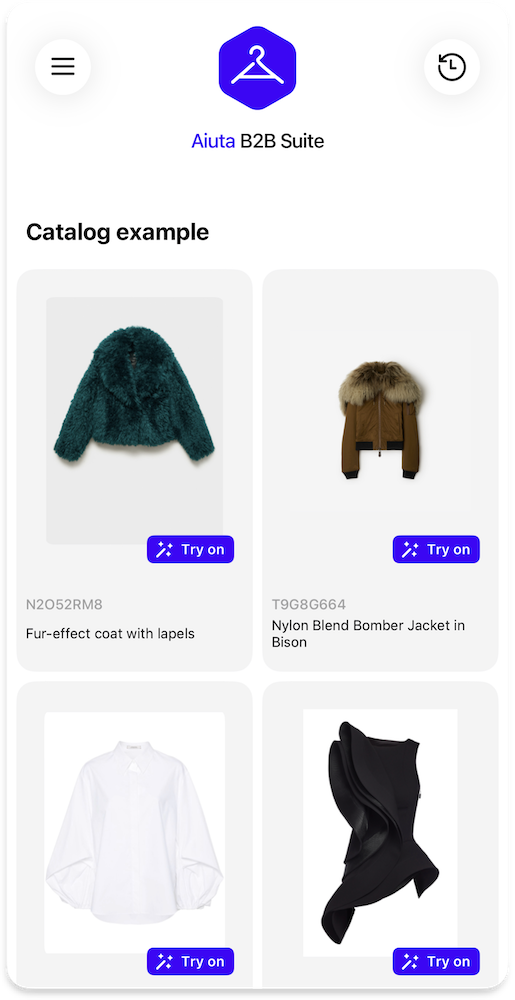 Aiuta B2B Suite
Catalog example
Try on
Try on
N2O52RM8
Fur-effect coat with lapels
T9G8G664
Nylon Blend Bomber Jacket in
Bison
Try on
Try on